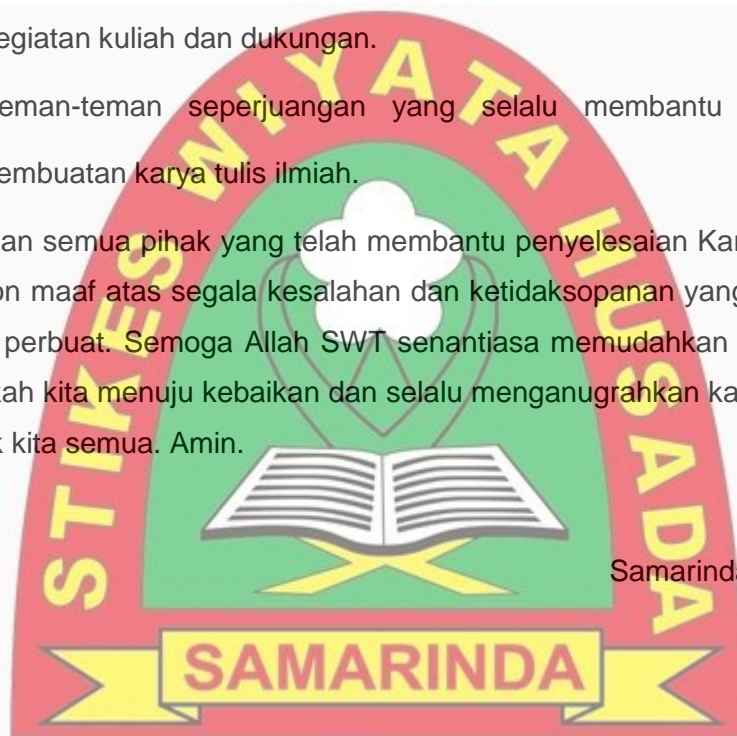 egiatan kuliah dan dukungan.
eman-teman seperjuangan yang selalu membantu
embuatan karya tulis ilmiah.
an semua pihak yang telah membantu penyelesaian Kar
on maaf atas segala kesalahan dan ketidaksopanan yang
perbuat. Semoga Allah SWT senantiasa memudahkan
kah kita menuju kebaikan dan selalu menganugrahkan ka
k kita semua. Amin.
Samarinda
STIKES WIYATA HUSADA
SAMARINDA